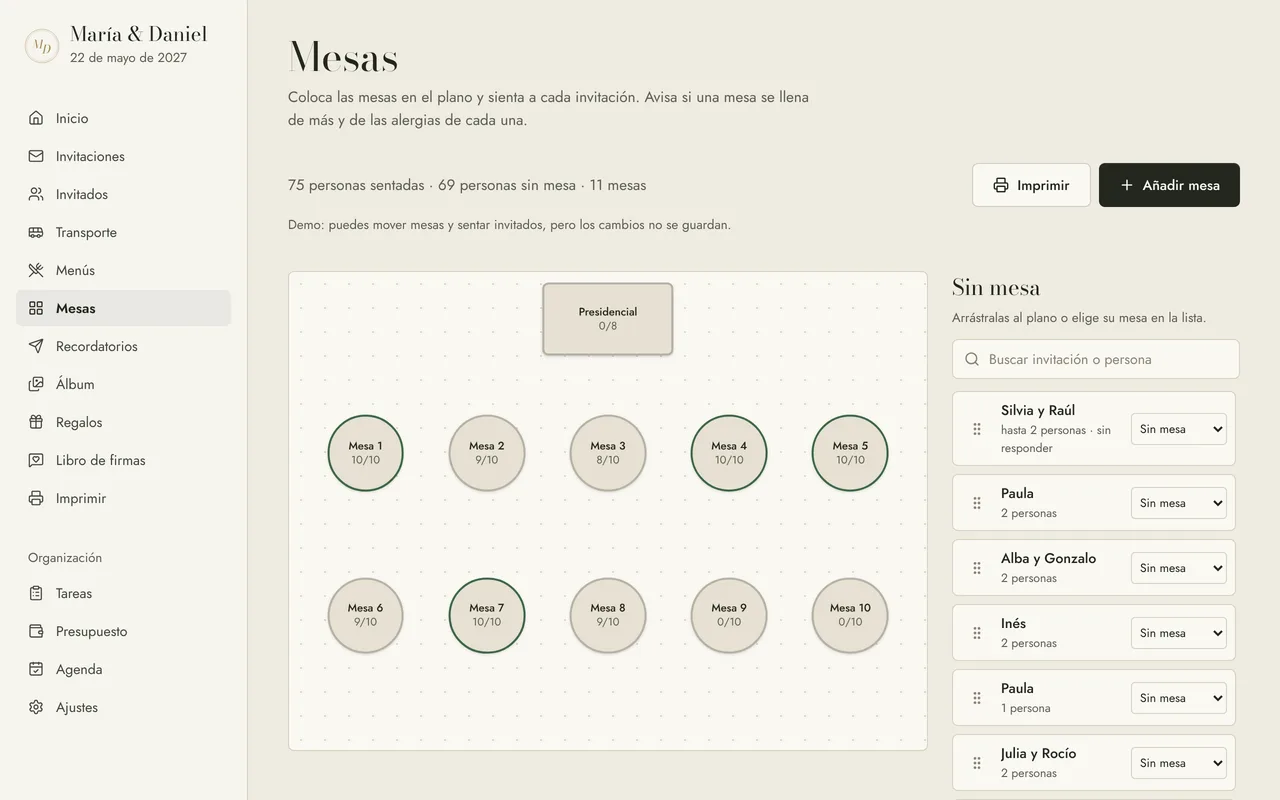 MD
María & Daniel
22 de mayo de 2027
Inicio
Invitaciones
Invitados
Transporte
Menús
Mesas
Recordatorios
Álbum
Regalos
Libro de firmas
Imprimir
Organización
Tareas
Presupuesto
Agenda
Ajustes
Mesas
Coloca las mesas en el plano y sienta a cada invitación. Avisa si una mesa se llena
de más y de las alergias de cada una.
75 personas sentadas · 69 personas sin mesa · 11 mesas
Imprimir
Añadir mesa
Demo: puedes mover mesas y sentar invitados, pero los cambios no se guardan.
Presidencial
0/8
Mesa 1
10/10
Mesa 2
9/10
Mesa 3
8/10
Mesa 4
10/10
Mesa 5
10/10
Mesa 6
9/10
Mesa 7
10/10
Mesa 8
9/10
Mesa 9
0/10
Mesa 10
0/10
Sin mesa
Arrástralas al plano o elige su mesa en la lista.
Buscar invitación o persona
Silvia y Raúl
hasta 2 personas · sin
responder
Sin mesa
Paula
2 personas
Sin mesa
Alba y Gonzalo
2 personas
Sin mesa
Inés
2 personas
Sin mesa
Paula
1 persona
Sin mesa
Julia y Rocío
2 personas
Sin mesa